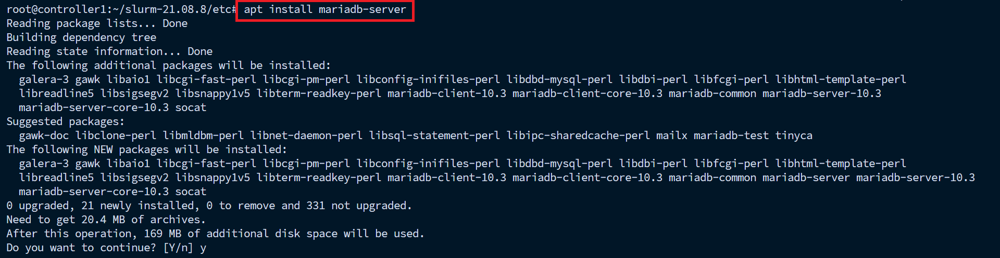 root@controller1:~/slurm-21.08.8/etc# apt install mariadb-server
Reading package lists... Done
Building dependency tree
Reading state information... Done
The following additional packages will be installed:
  galera-3 gawk libaio1 libcgi-fast-perl libcgi-pm-perl libconfig-inifiles-perl libdbd-mysql-perl libdbi-perl libfcgi-perl libhtml-template-perl
  libreadline5 libsigsegv2 libsnappy1v5 libterm-readkey-perl mariadb-client-10.3 mariadb-client-core-10.3 mariadb-common mariadb-server-10.3
  mariadb-server-core-10.3 socat
Suggested packages:
  gawk-doc libclone-perl libmldbm-perl libnet-daemon-perl libsql-statement-perl libipc-sharedcache-perl mailx mariadb-test tinyca
The following NEW packages will be installed:
  galera-3 gawk libaio1 libcgi-fast-perl libcgi-pm-perl libconfig-inifiles-perl libdbd-mysql-perl libdbi-perl libfcgi-perl libhtml-template-perl
  libreadline5 libsigsegv2 libsnappy1v5 libterm-readkey-perl mariadb-client-10.3 mariadb-client-core-10.3 mariadb-common mariadb-server mariadb-server-10.3
  mariadb-server-core-10.3 socat
0 upgraded, 21 newly installed, 0 to remove and 331 not upgraded.
Need to get 20.4 MB of archives.
After this operation, 169 MB of additional disk space will be used.
Do you want to continue? [Y/n] y